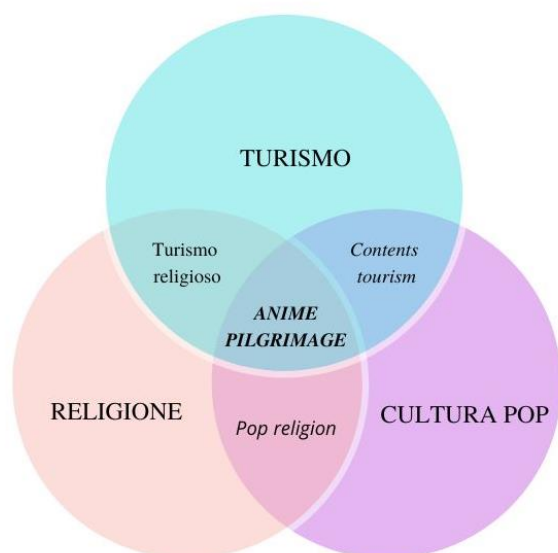 TURISMO
Turismo
religioso
Contents
tourism
ANIME
PILGRIMAGE
RELIGIONE
CULTURA POP
Pop religion